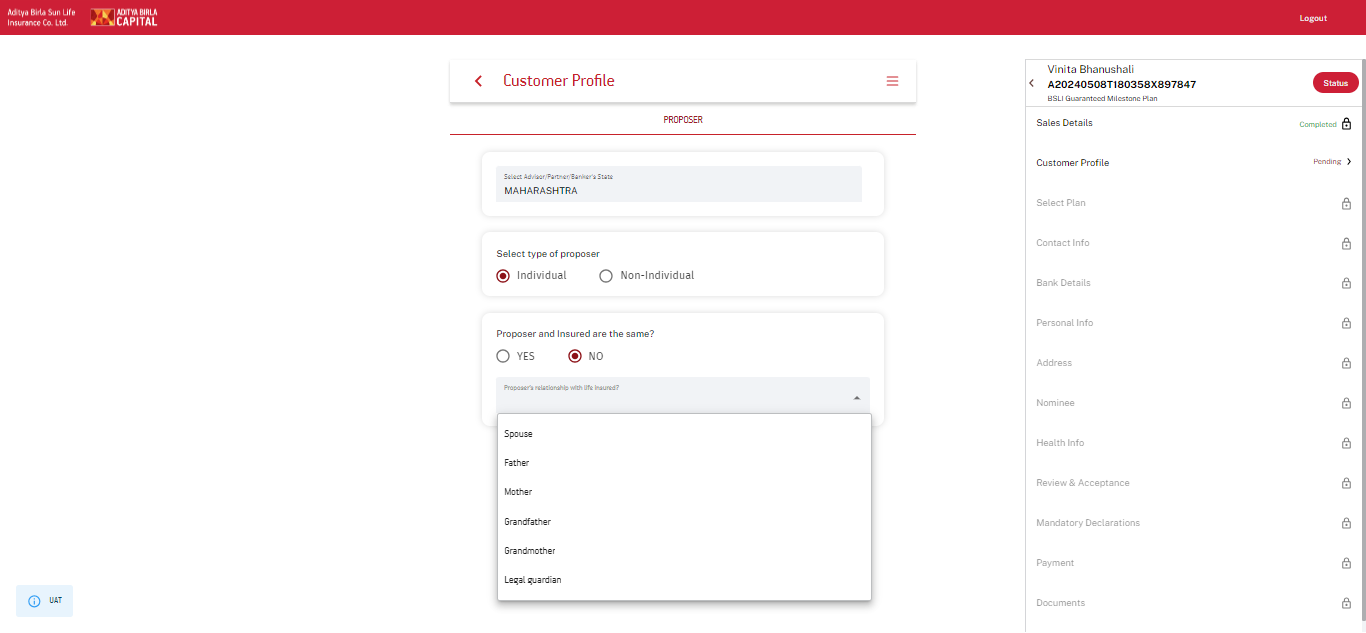 Aditya Birla Sun Life
Insurance Co. Ltd.
ADITYA BIRLA
CAPITAL
Logout
Customer Profile
PROPOSER
Select Advisor/Partner/Banker's State
MAHARASHTRA
Select type of proposer
Individual
Non-Individual
Proposer and Insured are the same?
YES
NO
Proposer's relationship with life insured?
Spouse
Father
Mother
Grandfather
Grandmother
Legal guardian
UAT
Vinita Bhanushali
A20240508T180358X897847
BSLI Guaranteed Milestone Plan
Status
Sales Details
Completed
Customer Profile
Pending
Select Plan
Contact Info
Bank Details
Personal Info
Address
Nominee
Health Info
Review & Acceptance
Mandatory Declarations
Payment
Documents